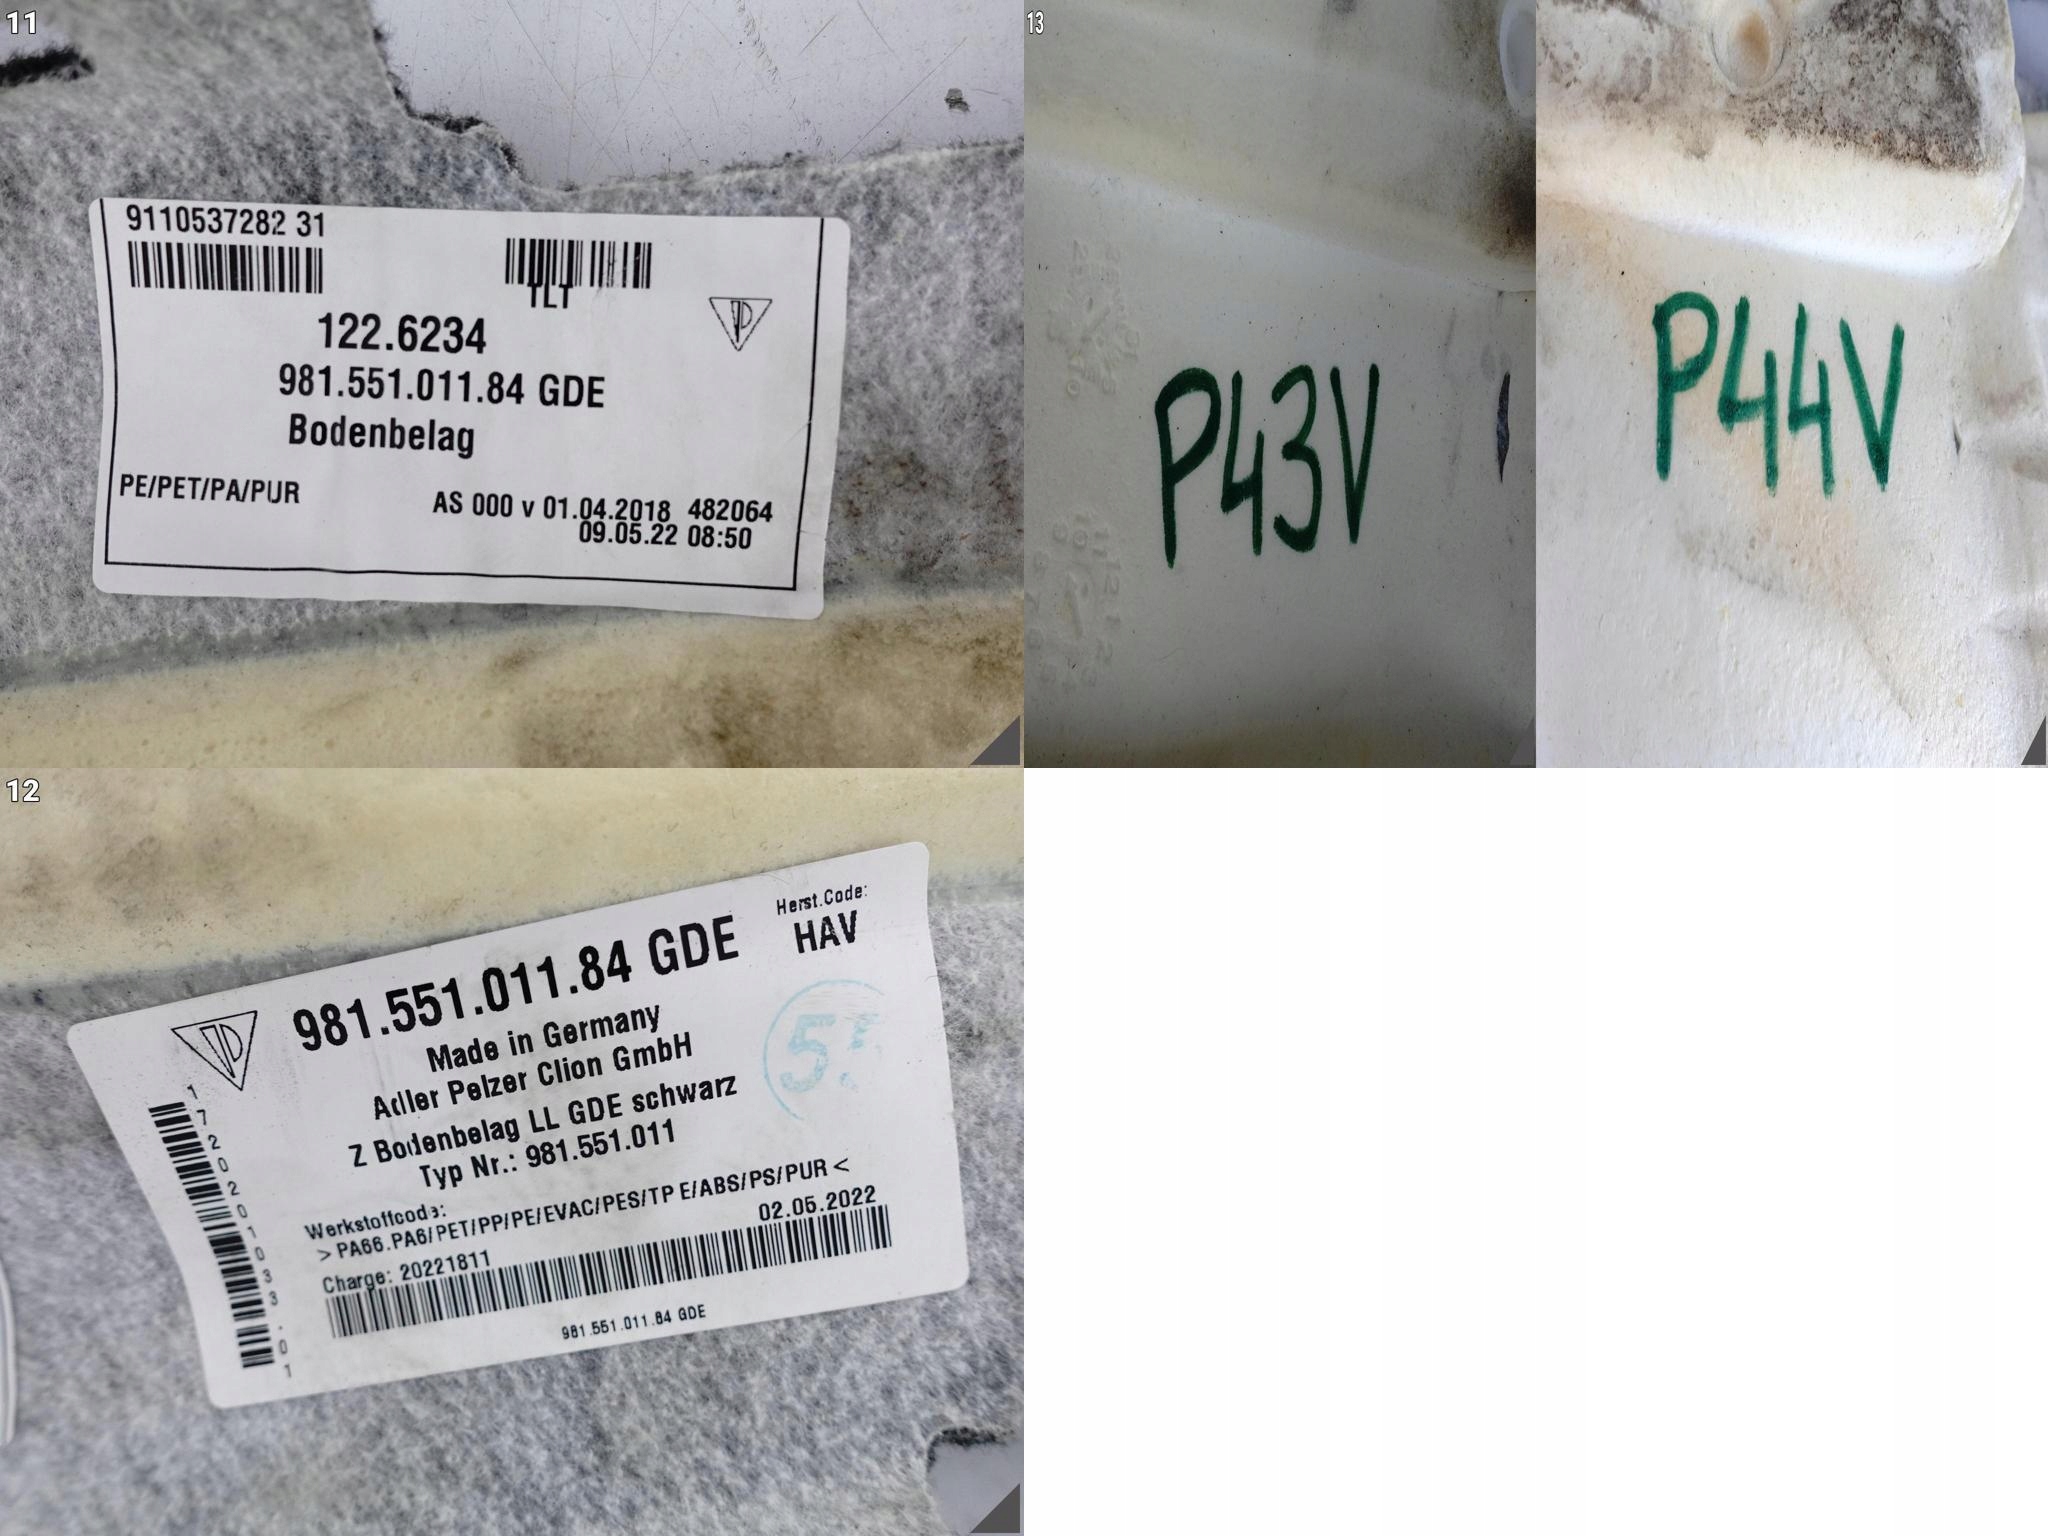 11
9110537282 31
TLT
122.6234
981.551.011.84 GDE
Bodenbelag
PE/PET/PA/PUR
AS 000 v 01.04.2018 482064
09.05.22 08:50
13
P43V
P44V
12
981.551.011.84 GDE
Herst.Code:
HAV
Made in Germany
Adler Pelzer Clion GmbH
Z Bodenbelag LL GDE schwarz
Typ Nr.: 981.551.011
Werkstoffcode:
> PA66.PA6/PET/PP/PE/EVAC/PES/TP E/ABS/PS/PUR <
02.05.2022
Charge: 20221811
981.551.011.84 GDE
17202201033.01